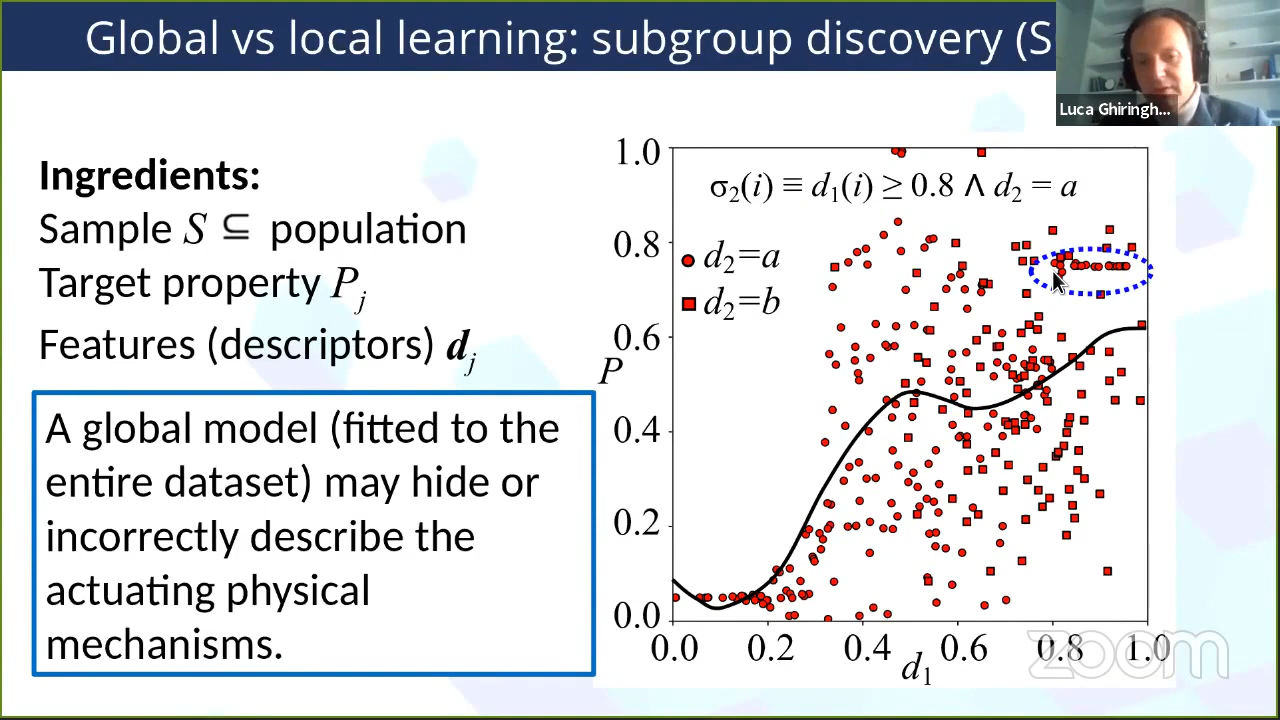 Global vs local learning: subgroup discovery (S
Luca Ghiringh...
Ingredients:
Sample S ⊆ population
Target property Pj
Features (descriptors) dj
A global model (fitted to the
entire dataset) may hide or
incorrectly describe the
actuating physical
mechanisms.
σ2(i) ≡ d1(i) ≥ 0.8 ∧ d2 = a
d2=a
d2=b
1.0
0.8
0.6
P
0.4
0.2
0.0
0.0 0.2 0.4 0.6 0.8 1.0
d1
zoom